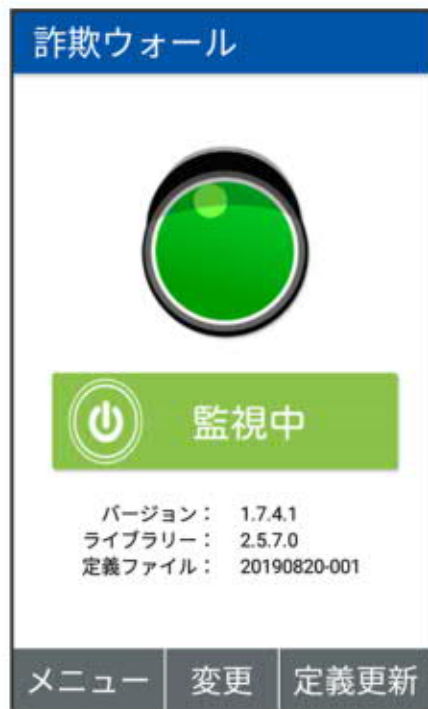 詐欺ウォール
監視中
バージョン： 1.7.4.1
ライブラリー： 2.5.7.0
定義ファイル： 20190820-001
メニュー 変更 定義更新